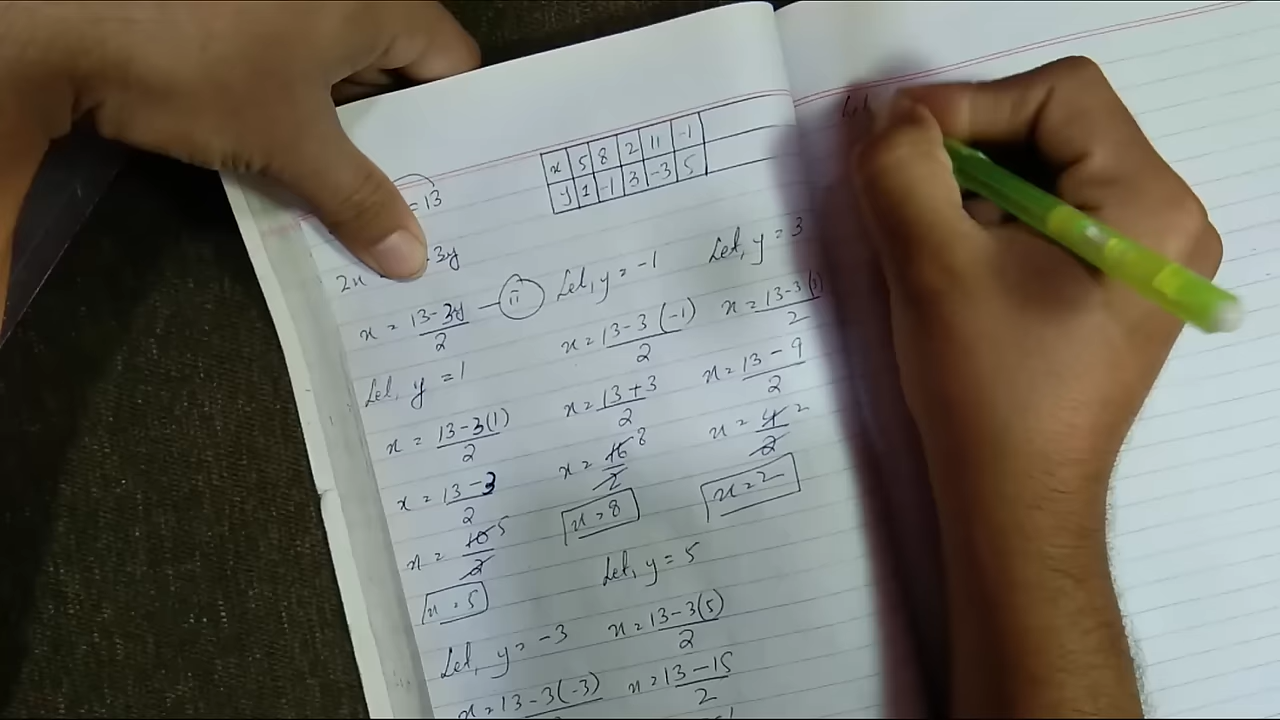 x 5 8 2 11 -1
y 1 -1 3 -3 5
=13
2x 3y
x = 13-3y/2 — (ii)
Let, y = 1
x = 13-3(1)/2
x = 13-3/2
x = 10/2 5
x = 5
Let, y = -3
x = 13-3(-3)
Let, y = -1
x = 13-3(-1)/2
x = 13+3/2
x = 16/2 8
x = 8
Let, y = 5
x = 13-3(5)/2
x = 13-15/2
Let, y = 3
x = 13-3(3)/2
x = 13-9/2
x = 4/2 2
x = 2
Let